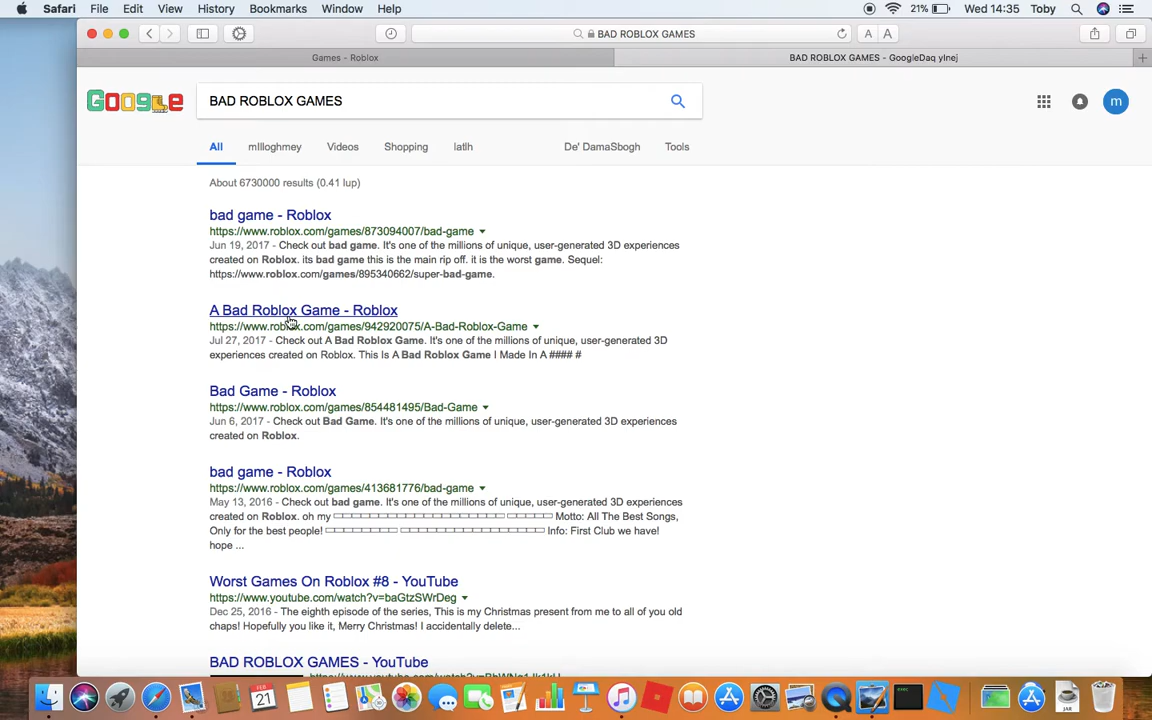 Safari File Edit View History Bookmarks Window Help 21% Wed 14:35 Toby
BAD ROBLOX GAMES A A
Games - Roblox BAD ROBLOX GAMES - GoogleDaq yInej
Google BAD ROBLOX GAMES m
All mIlloghmey Videos Shopping latlh De' DamaSbogh Tools
About 6730000 results (0.41 lup)
bad game - Roblox
https://www.roblox.com/games/873094007/bad-game
Jun 19, 2017 - Check out bad game. It's one of the millions of unique, user-generated 3D experiences
created on Roblox. its bad game this is the main rip off. it is the worst game. Sequel:
https://www.roblox.com/games/895340662/super-bad-game.
A Bad Roblox Game - Roblox
https://www.roblox.com/games/942920075/A-Bad-Roblox-Game
Jul 27, 2017 - Check out A Bad Roblox Game. It's one of the millions of unique, user-generated 3D
experiences created on Roblox. This Is A Bad Roblox Game I Made In A #### #
Bad Game - Roblox
https://www.roblox.com/games/854481495/Bad-Game
Jun 6, 2017 - Check out Bad Game. It's one of the millions of unique, user-generated 3D experiences
created on Roblox.
bad game - Roblox
https://www.roblox.com/games/413681776/bad-game
May 13, 2016 - Check out bad game. It's one of the millions of unique, user-generated 3D experiences
created on Roblox. oh my Motto: All The Best Songs,
Only for the best people! Info: First Club we have!
hope ...
Worst Games On Roblox #8 - YouTube
https://www.youtube.com/watch?v=baGtzSWrDeg
Dec 25, 2016 - The eighth episode of the series, This is my Christmas present from me to all of you old
chaps! Hopefully you like it, Merry Christmas! I accidentally delete...
BAD ROBLOX GAMES - YouTube
FEB
21
JAR